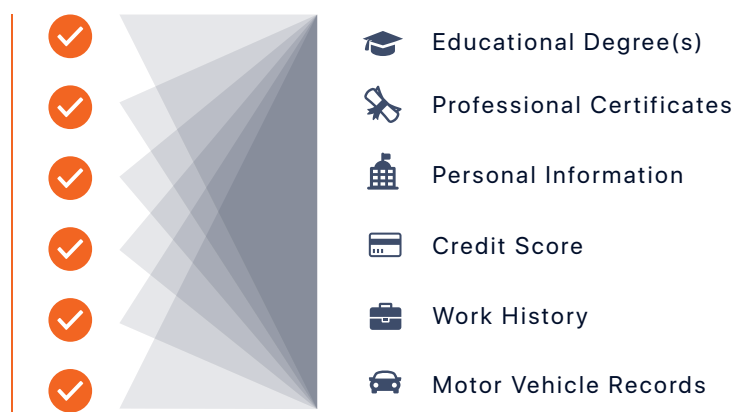 Educational Degree(s)
Professional Certificates
Personal Information
Credit Score
Work History
Motor Vehicle Records